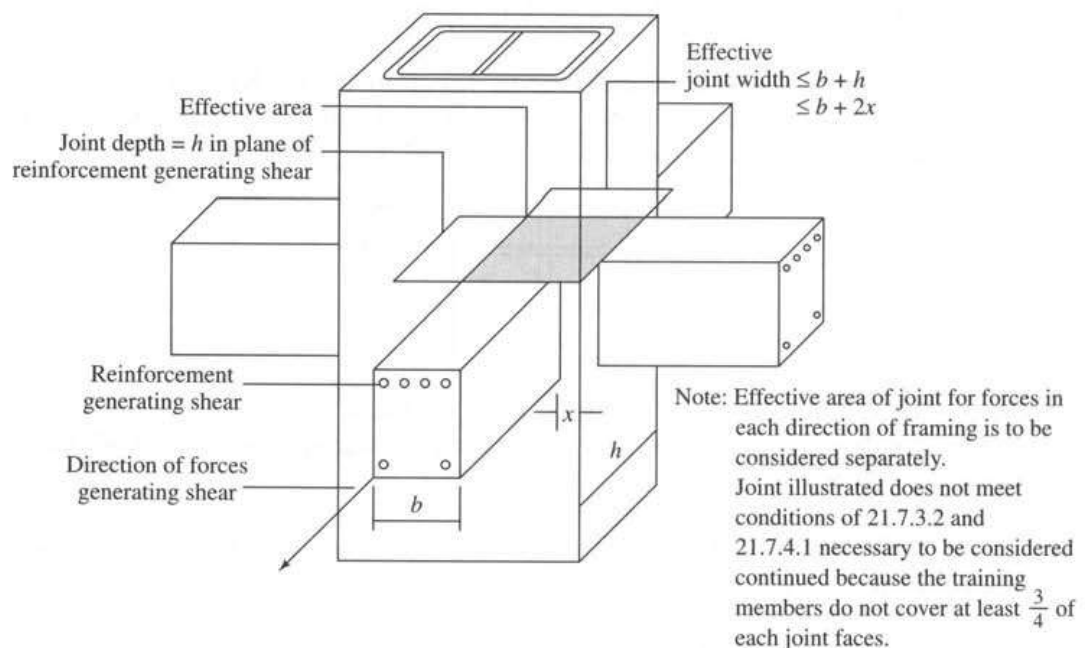 Effective
joint width ≤ b + h
≤ b + 2x
Effective area
Joint depth = h in plane of
reinforcement generating shear
Reinforcement
generating shear
x
h
Direction of forces
generating shear
b
Note: Effective area of joint for forces in
each direction of framing is to be
considered separately.
Joint illustrated does not meet
conditions of 21.7.3.2 and
21.7.4.1 necessary to be considered
continued because the training
members do not cover at least 3/4 of
each joint faces.